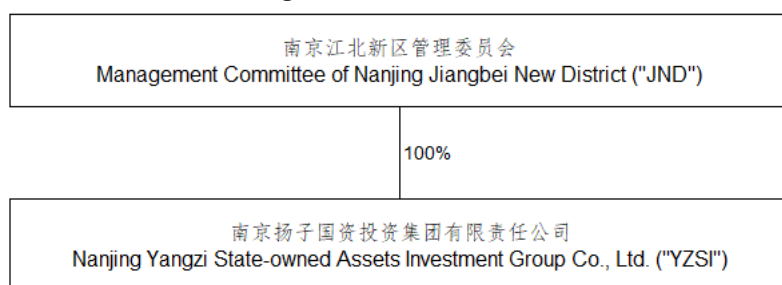 南京江北新区管理委员会
Management Committee of Nanjing Jiangbei New District ("JND")
100%
南京扬子国资投资集团有限责任公司
Nanjing Yangzi State-owned Assets Investment Group Co., Ltd. ("YZSI")